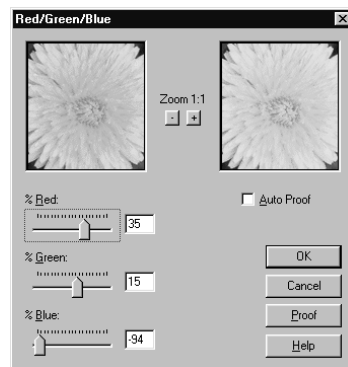 Red/Green/Blue
Zoom 1:1
- +
% Red:
35
Auto Proof
% Green:
15
OK
Cancel
% Blue:
-94
Proof
Help